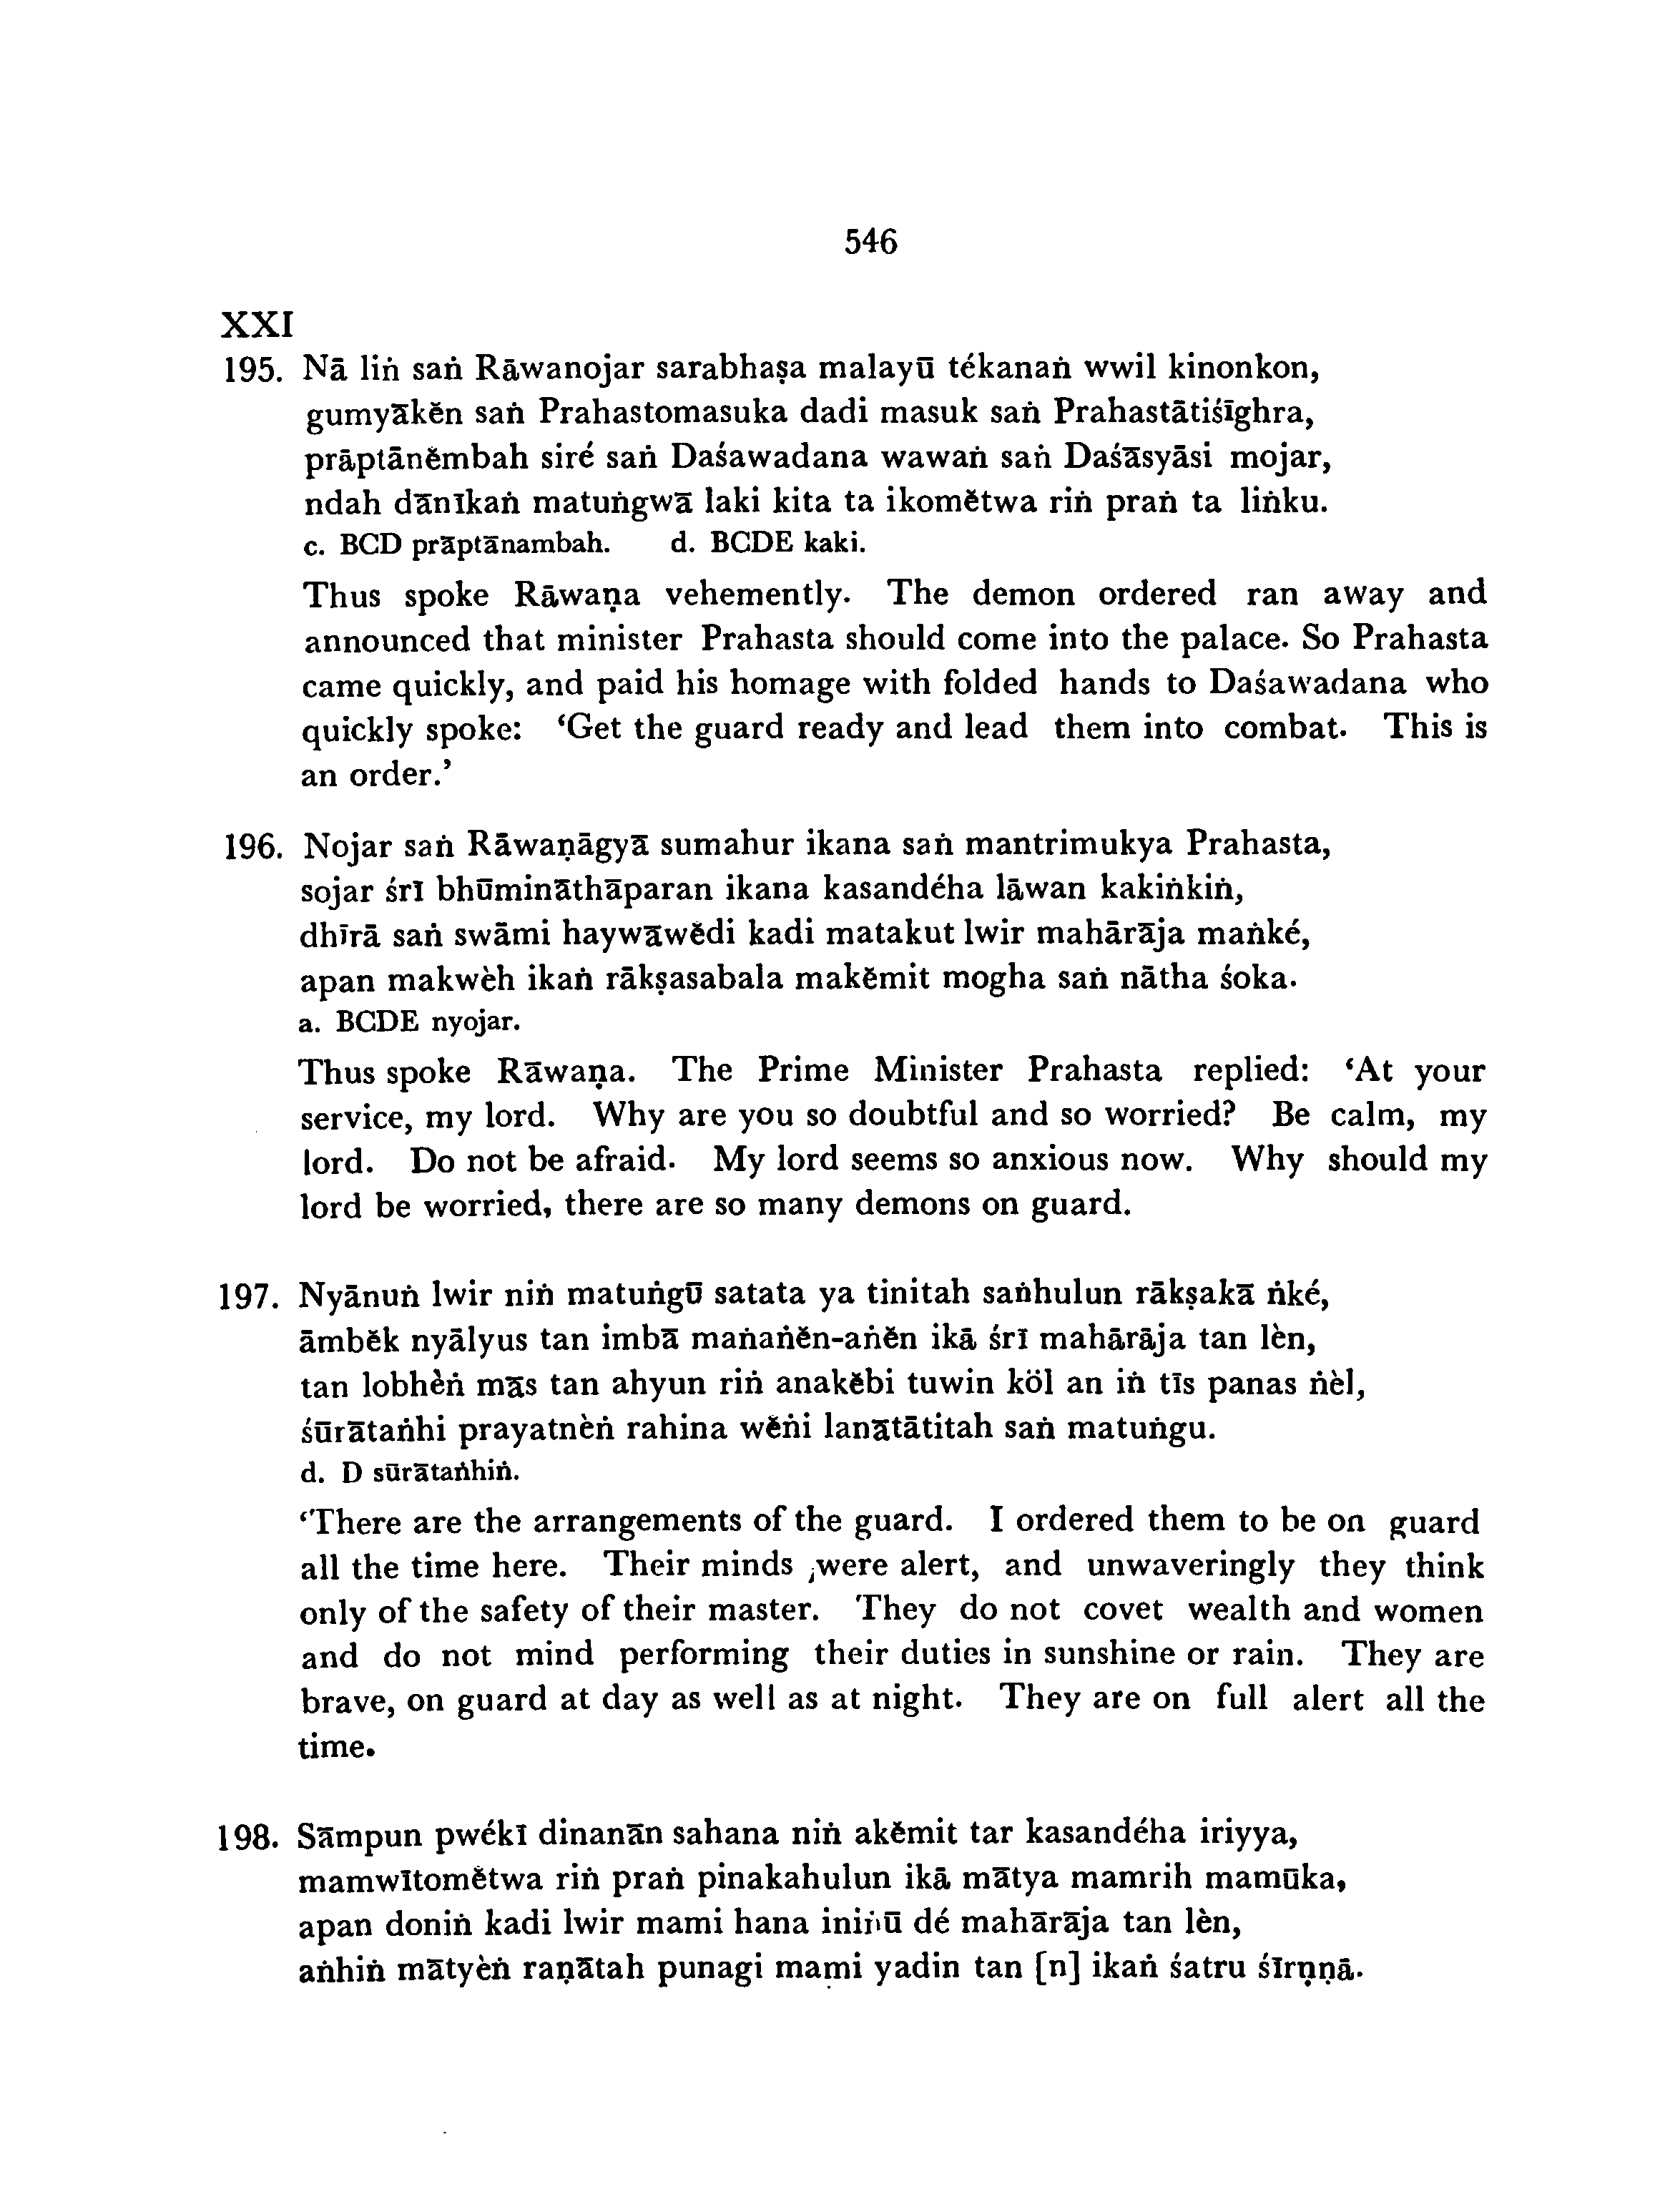 546
XXI
195. Nā liṅ saṅ Rāwanojar sarabhaṣa malayū tékanaṅ wwil kinonkon,
gumyākĕn saṅ Prahastomasuka dadi masuk saṅ Prahastātiśīghra,
prāptānĕmbah siré saṅ Daśawadana wawaṅ saṅ Daśāsyāsi mojar,
ndah dānīkaṅ matuṅgwā laki kita ta ikomĕtwa riṅ praṅ ta liṅku.
c. BCD prāptānambah. d. BCDE kaki.
Thus spoke Rāwaṇa vehemently. The demon ordered ran away and
announced that minister Prahasta should come into the palace. So Prahasta
came quickly, and paid his homage with folded hands to Daśawadana who
quickly spoke: ‘Get the guard ready and lead them into combat. This is
an order.’
196. Nojar saṅ Rāwaṇāgyā sumahur ikana saṅ mantrimukya Prahasta,
sojar śrī bhūmināthāparan ikana kasandéha lāwan kakiṅkiṅ,
dhīrā saṅ swāmi haywāwĕdi kadi matakut lwir mahārāja maṅké,
apan makwèh ikaṅ rākṣasabala makĕmit mogha saṅ nātha śoka.
a. BCDE nyojar.
Thus spoke Rāwaṇa. The Prime Minister Prahasta replied: ‘At your
service, my lord. Why are you so doubtful and so worried? Be calm, my
lord. Do not be afraid. My lord seems so anxious now. Why should my
lord be worried, there are so many demons on guard.
197. Nyānuṅ lwir niṅ matuṅgū satata ya tinitah saṅhulun rākṣakā ṅké,
āmbĕk nyālyus tan imbā maṅaṅĕn-aṅĕn ikā śrī mahārāja tan lèn,
tan lobhèṅ mās tan ahyun riṅ anakĕbi tuwin köl an iṅ tīs panas ṅèl,
śūrātaṅhi prayatnèṅ rahina wĕṅi lanātātitah saṅ matuṅgu.
d. D sūrātaṅhiṅ.
‘There are the arrangements of the guard. I ordered them to be on guard
all the time here. Their minds were alert, and unwaveringly they think
only of the safety of their master. They do not covet wealth and women
and do not mind performing their duties in sunshine or rain. They are
brave, on guard at day as well as at night. They are on full alert all the
time.
198. Sāmpun pwékī dinanān sahana niṅ akĕmit tar kasandéha iriyya,
mamwītomĕtwa riṅ praṅ pinakahulun ikā mātya mamrih mamūka,
apan doniṅ kadi lwir mami hana iniṅū dé mahārāja tan lèn,
aṅhiṅ mātyèṅ raṇātah punagi mami yadin tan [n] ikaṅ śatru śīrṇṇā.